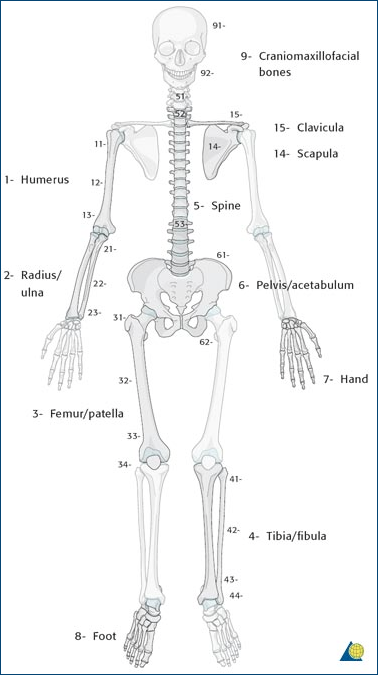 91-
9- Craniomaxillofacial
bones
92-
51-
52-
15-
15- Clavicula
11-
14-
14- Scapula
1- Humerus
12-
5- Spine
13-
53-
21-
61-
2- Radius/
ulna
22-
6- Pelvis/acetabulum
23-
31-
62-
32-
7- Hand
3- Femur/patella
33-
34-
41-
42-
4- Tibia/fibula
43-
44-
8- Foot